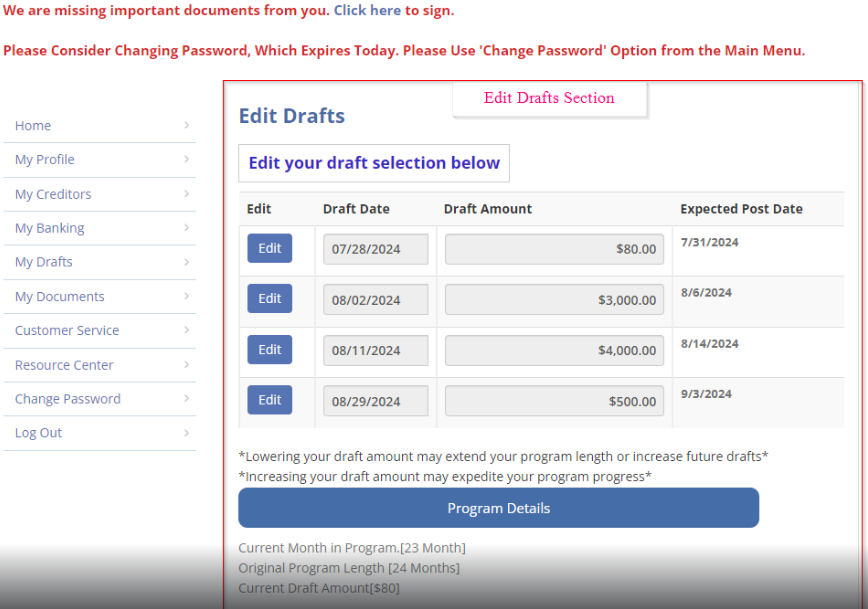 We are missing important documents from you. Click here to sign.
Please Consider Changing Password, Which Expires Today. Please Use 'Change Password' Option from the Main Menu.
Home
My Profile
My Creditors
My Banking
My Drafts
My Documents
Customer Service
Resource Center
Change Password
Log Out
Edit Drafts Section
Edit Drafts
Edit your draft selection below
Edit Draft Date Draft Amount Expected Post Date
Edit 07/28/2024 $80.00 7/31/2024
Edit 08/02/2024 $3,000.00 8/6/2024
Edit 08/11/2024 $4,000.00 8/14/2024
Edit 08/29/2024 $500.00 9/3/2024
*Lowering your draft amount may extend your program length or increase future drafts*
*Increasing your draft amount may expedite your program progress*
Program Details
Current Month in Program.[23 Month]
Original Program Length [24 Months]
Current Draft Amount[$80]